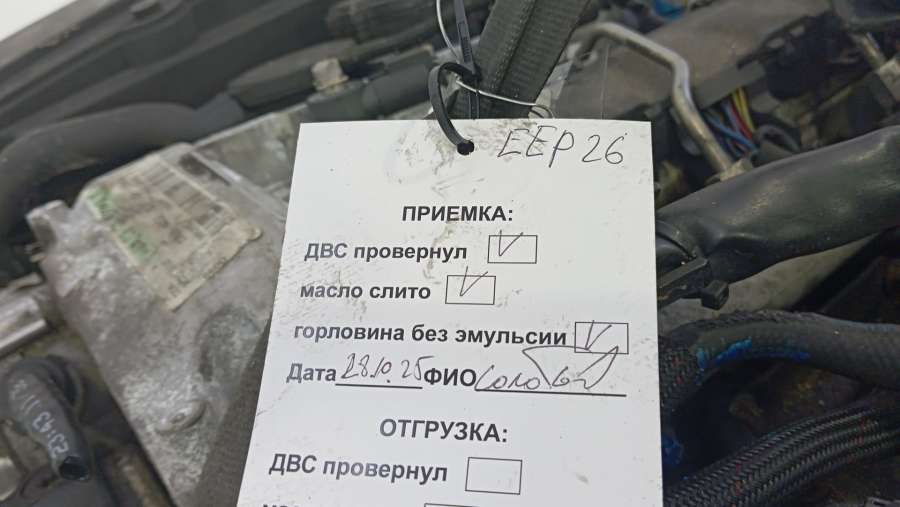 EEP 26
ПРИЕМКА:
ДВС провернул
масло слито
горловина без эмульсии
Дата 28.10.25 ФИО
ОТГРУЗКА:
ДВС провернул